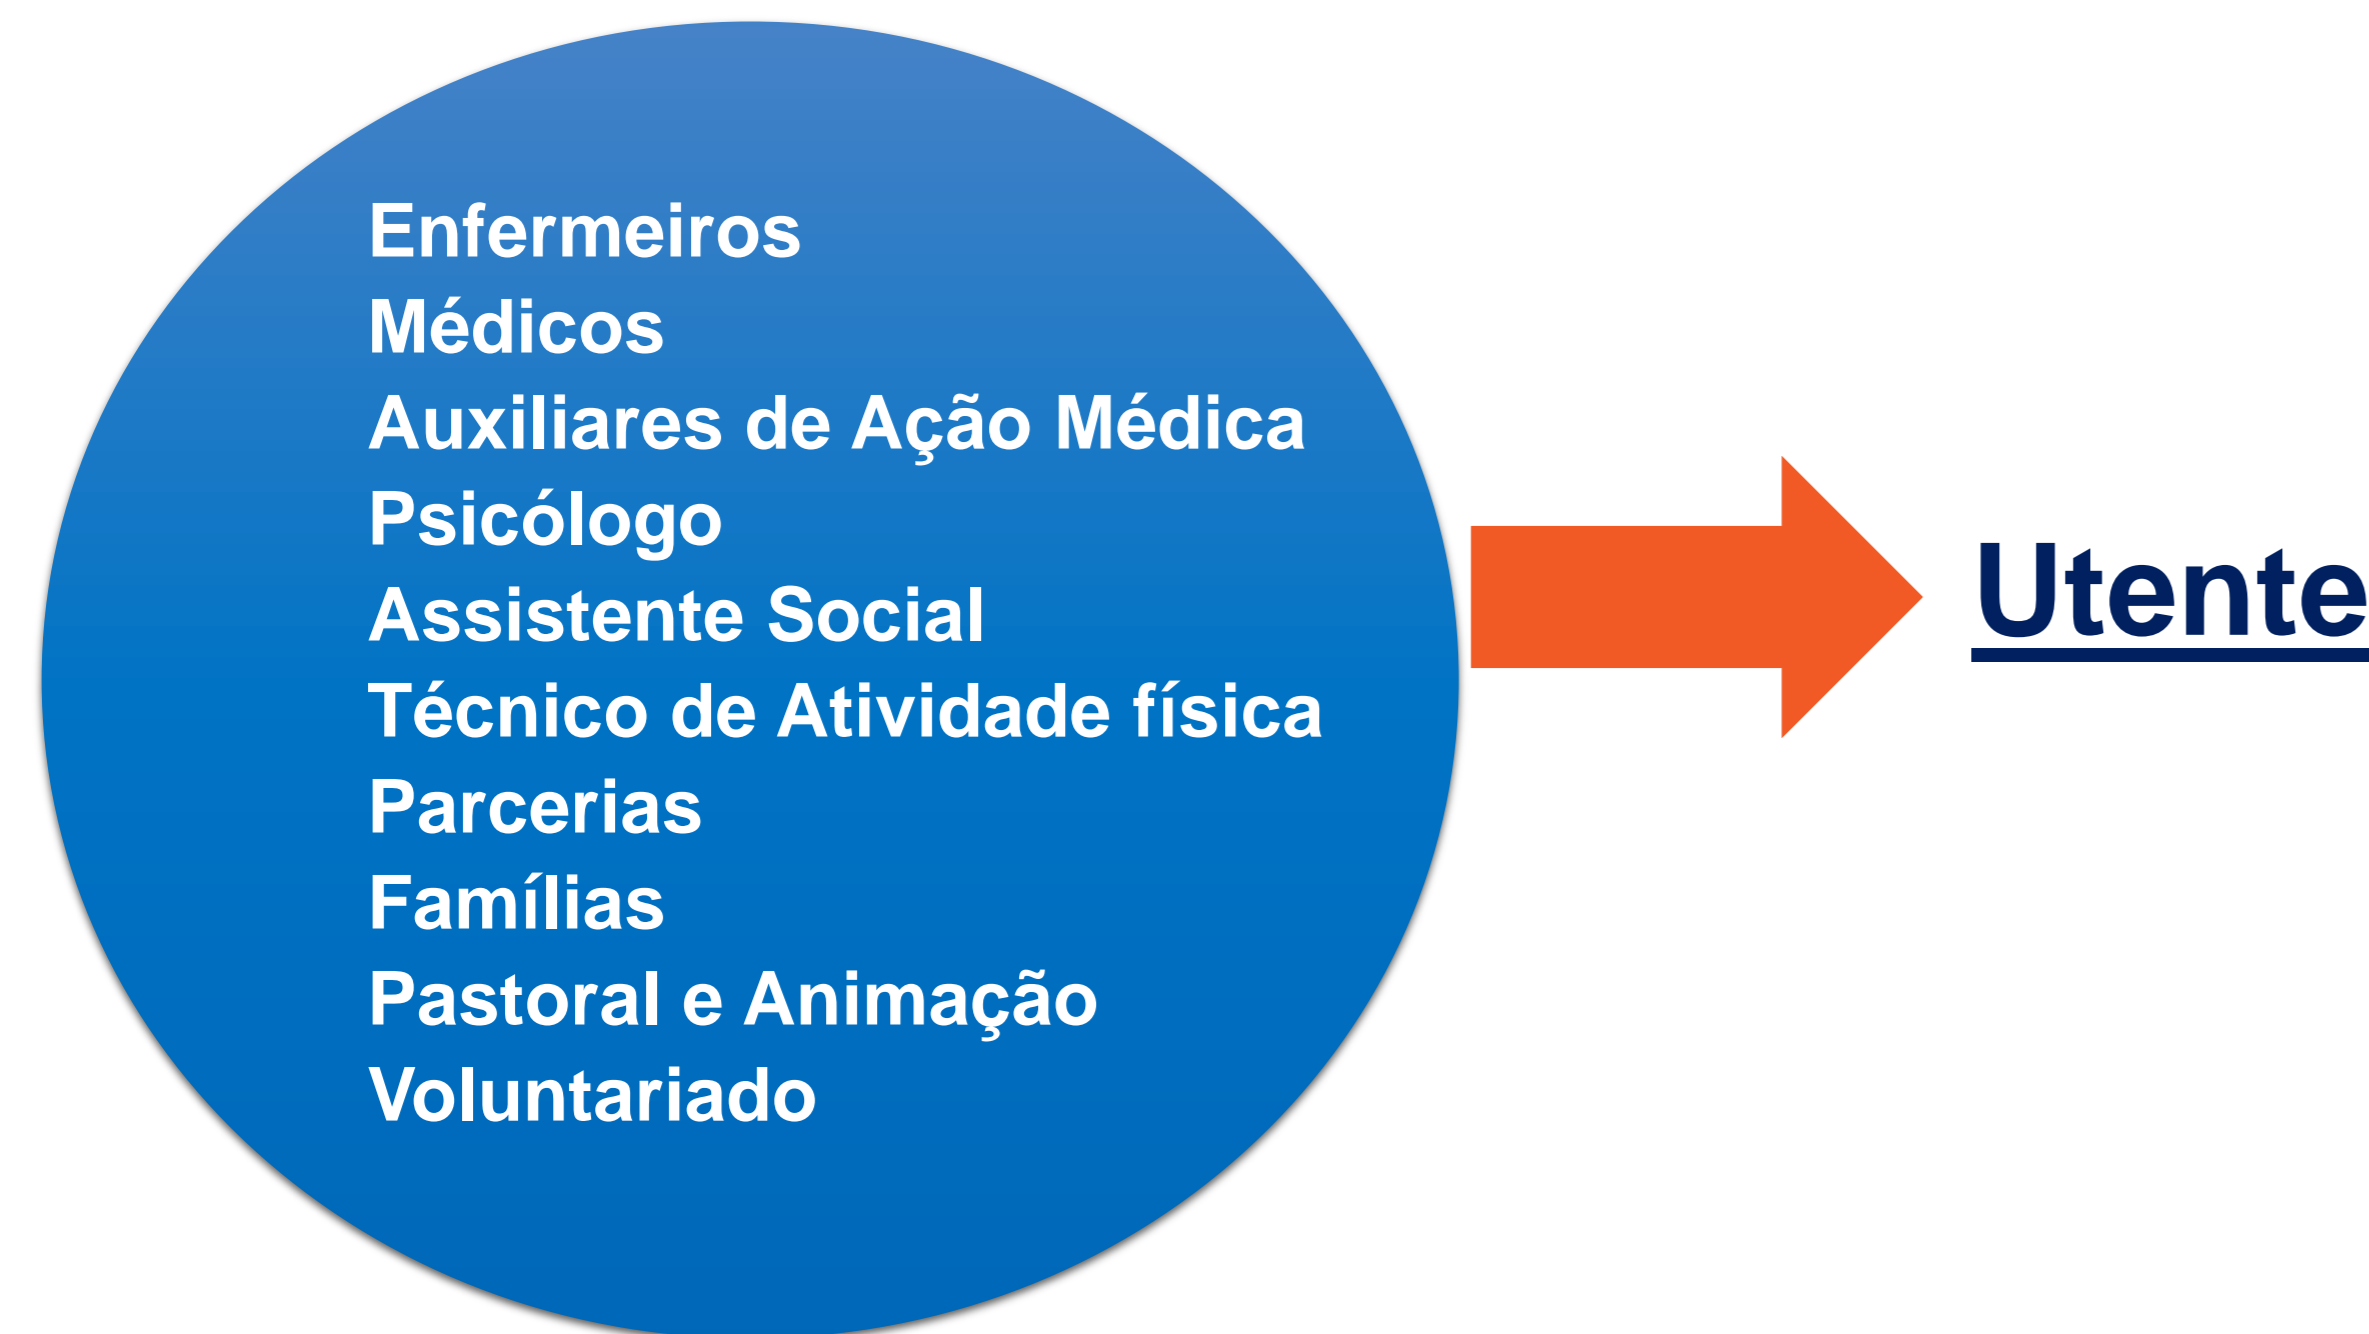 Enfermeiros
Médicos
Auxiliares de Ação Médica
Psicólogo
Assistente Social
Técnico de Atividade física
Parcerias
Famílias
Pastoral e Animação
Voluntariado
Utente